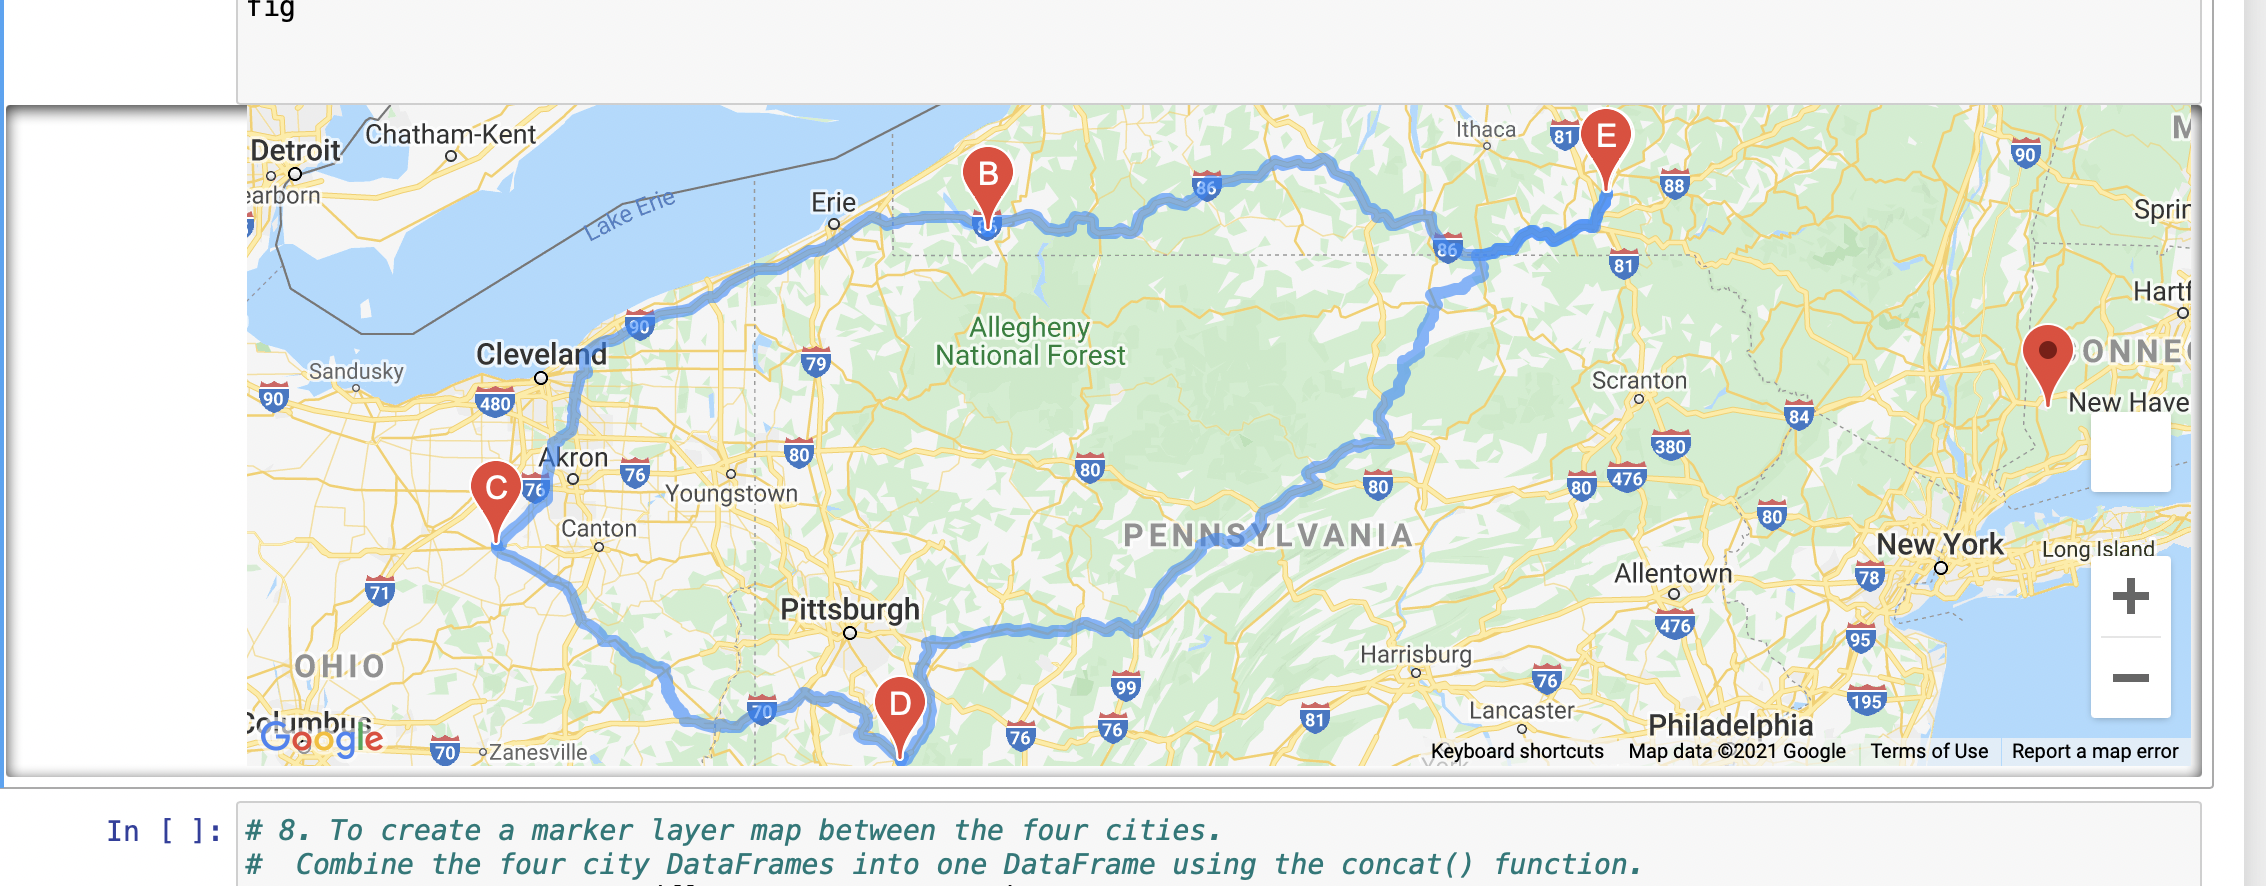 fig
Chatham-Kent
Detroit
earborn
Lake Erie
Erie
B
86
86
86
Ithaca
81
E
88
90
M
Sprin
81
Hartf
Allegheny
National Forest
90
Cleveland
Sandusky
90
480
79
Scranton
84
CONNEC
New Have
380
476
80
80
80
80
80
Akron
76
76
C
Youngstown
Canton
PENNSYLVANIA
New York
Long Island
Allentown
78
476
95
71
Pittsburgh
OHIO
Harrisburg
99
76
195
D
70
Lancaster
Philadelphia
81
76
76
Columbus
Google
70
Zanesville
York
Keyboard shortcuts
Map data ©2021 Google
Terms of Use
Report a map error
+
−
In [ ]:
# 8. To create a marker layer map between the four cities.
#  Combine the four city DataFrames into one DataFrame using the concat() function.